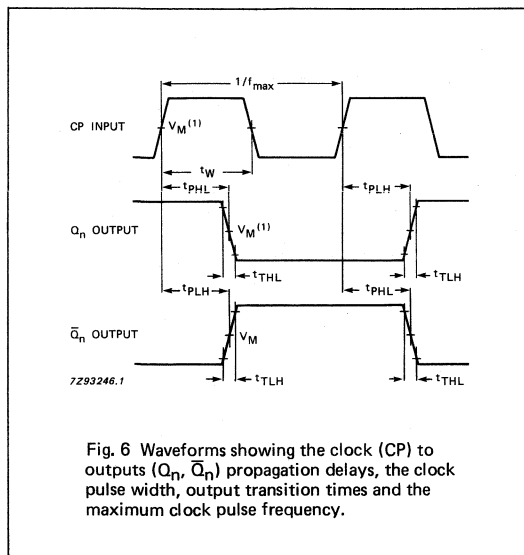 1/fmax
CP INPUT
VM(1)
tW
tPHL
tPLH
Qn OUTPUT
VM(1)
tTHL
tTLH
tPLH
tPHL
Q̅n OUTPUT
VM
7Z93246.1
tTLH
tTHL
Fig. 6 Waveforms showing the clock (CP) to
outputs (Qn, Q̅n) propagation delays, the clock
pulse width, output transition times and the
maximum clock pulse frequency.